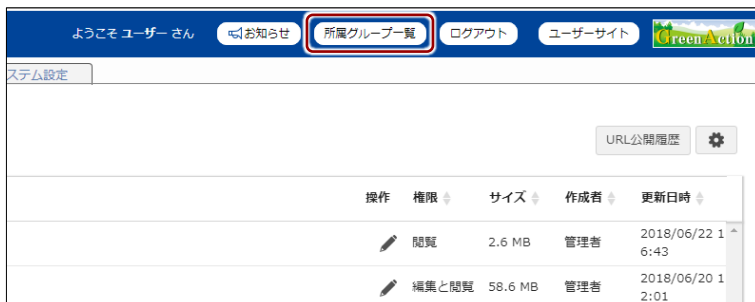 ようこそ ユーザー さん お知らせ 所属グループ一覧 ログアウト ユーザーサイト GreenAction
ステム設定
URL公開履歴
操作 権限 サイズ 作成者 更新日時
閲覧 2.6 MB 管理者 2018/06/22 1
6:43
編集と閲覧 58.6 MB 管理者 2018/06/20 1
2:01